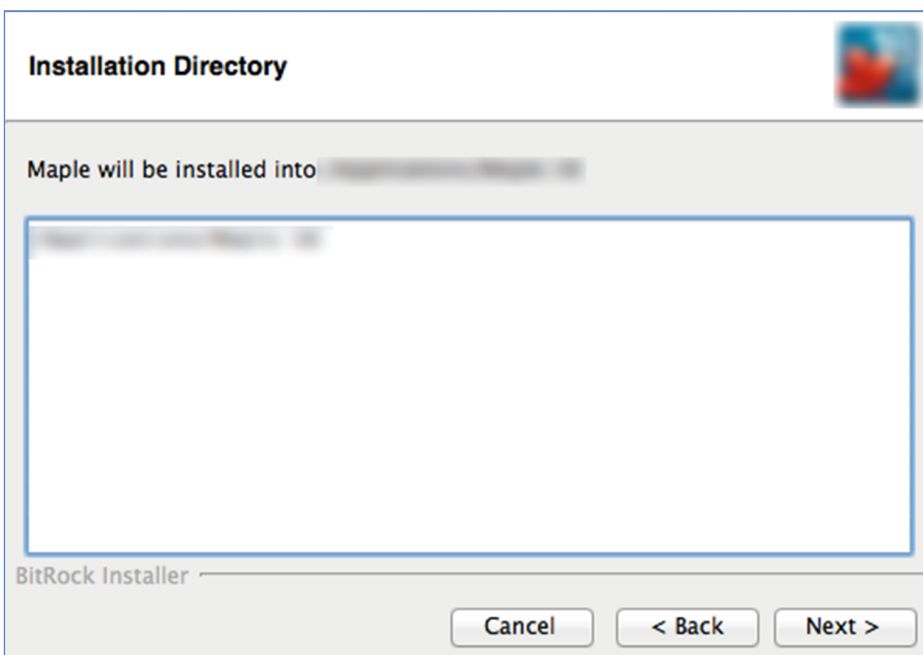 Installation Directory
Maple will be installed into
BitRock Installer
Cancel
< Back
Next >